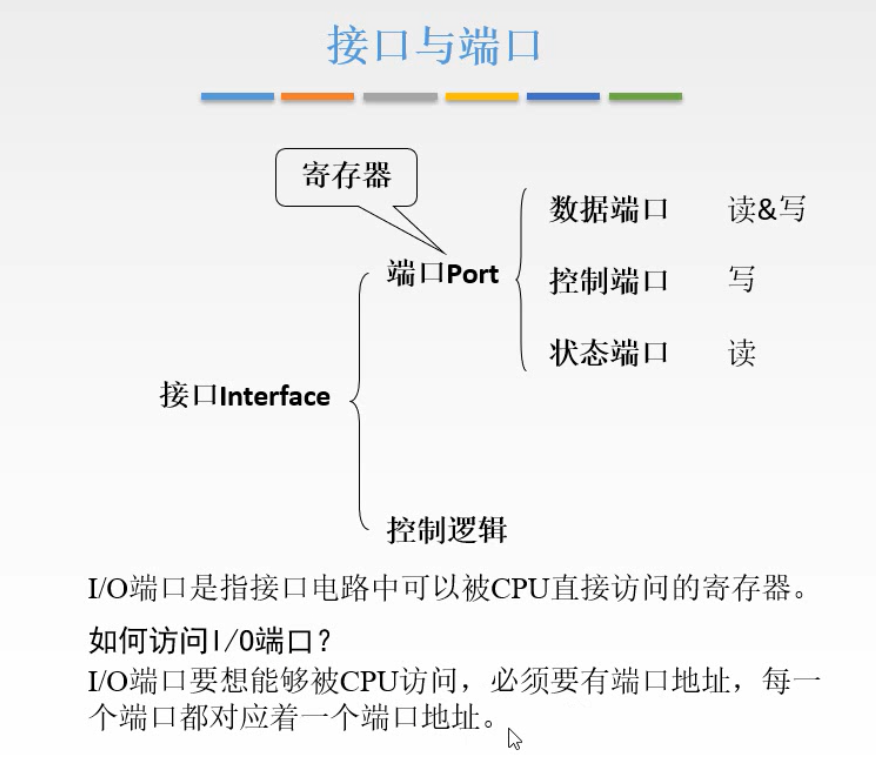 接口与端口
寄存器
数据端口 读&写
端口Port
控制端口 写
状态端口 读
接口Interface
控制逻辑
I/O端口是指接口电路中可以被CPU直接访问的寄存器。
如何访问I/O端口？
I/O端口要想能够被CPU访问，必须要有端口地址，每一
个端口都对应着一个端口地址。